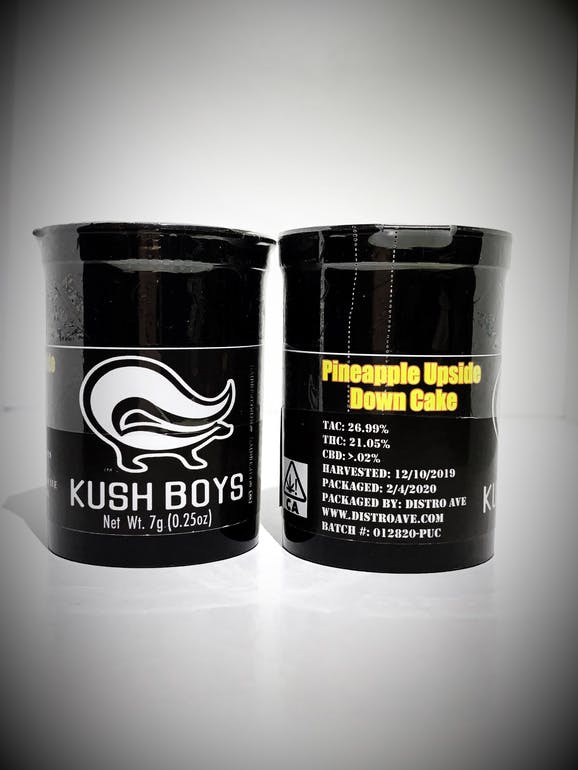 KUSH BOYS
Net Wt. 7g (0.25oz)
Pineapple Upside
Down Cake
TAC: 26.99%
THC: 21.05%
CBD: >.02%
HARVESTED: 12/10/2019
PACKAGED: 2/4/2020
PACKAGED BY: DISTRO AVE
WWW.DISTROAVE.COM
BATCH #: 012820-PUC
CA